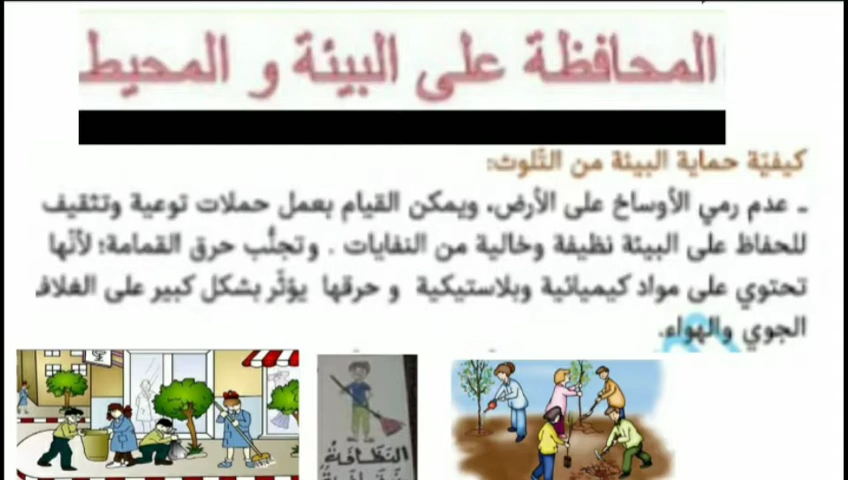 المحافظة على البيئة و المحيط
كيفيّة حماية البيئة من التّلوث:
ـ عدم رمي الأوساخ على الأرض، ويمكن القيام بعمل حملات توعية وتثقيف
للحفاظ على البيئة نظيفة وخالية من النفايات . وتجنُّب حرق القمامة؛ لأنّها
تحتوي على مواد كيميائية وبلاستيكية و حرقها يؤثّر بشكل كبير على الغلاف
الجوي والهواء.
النظافة